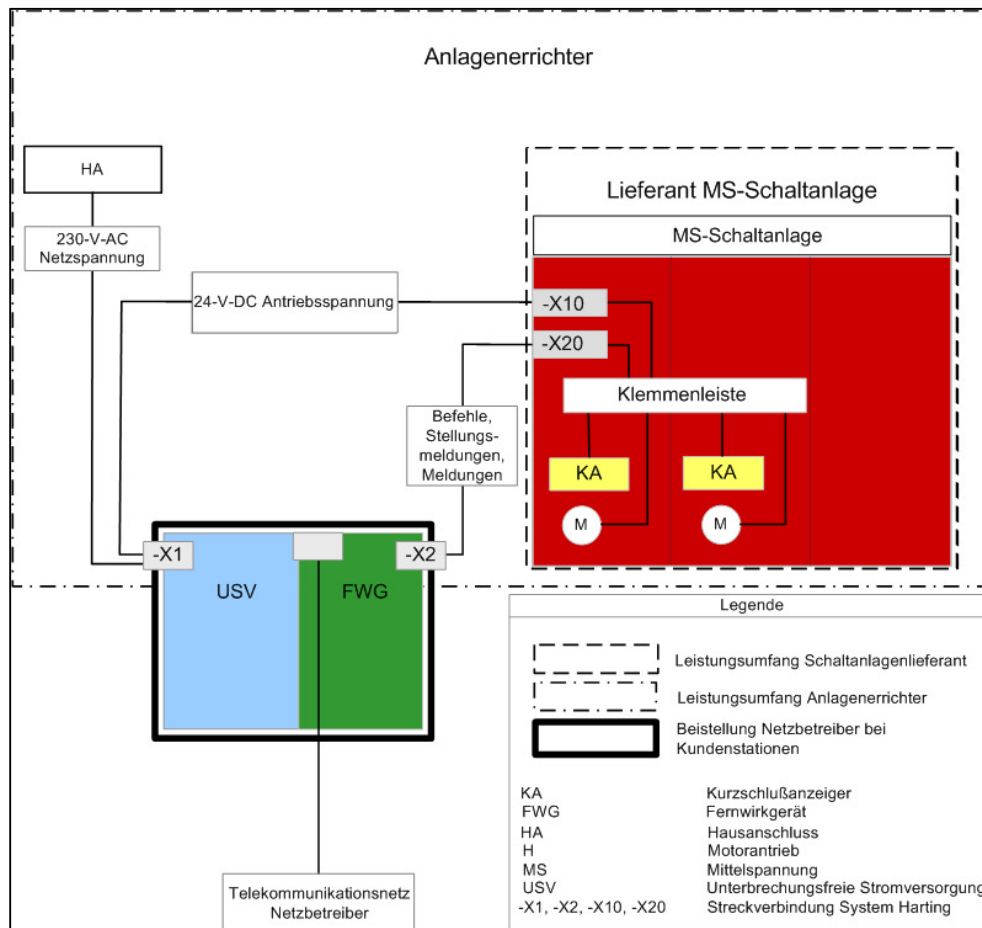 Anlagenerrichter
HA
230-V-AC
Netzspannung
24-V-DC Antriebsspannung
Lieferant MS-Schaltanlage
MS-Schaltanlage
-X10
-X20
Klemmenleiste
Befehle,
Stellungs-
meldungen,
Meldungen
KA
KA
M
M
-X1
-X2
USV
FWG
Telekommunikationsnetz
Netzbetreiber
Legende
Leistungsumfang Schaltanlagenlieferant
Leistungsumfang Anlagenerrichter
Beistellung Netzbetreiber bei
Kundenstationen
KA Kurzschlußanzeiger
FWG Fernwirkgerät
HA Hausanschluss
H Motorantrieb
MS Mittelspannung
USV Unterbrechungsfreie Stromversorgung
-X1, -X2, -X10, -X20 Streckverbindung System Harting